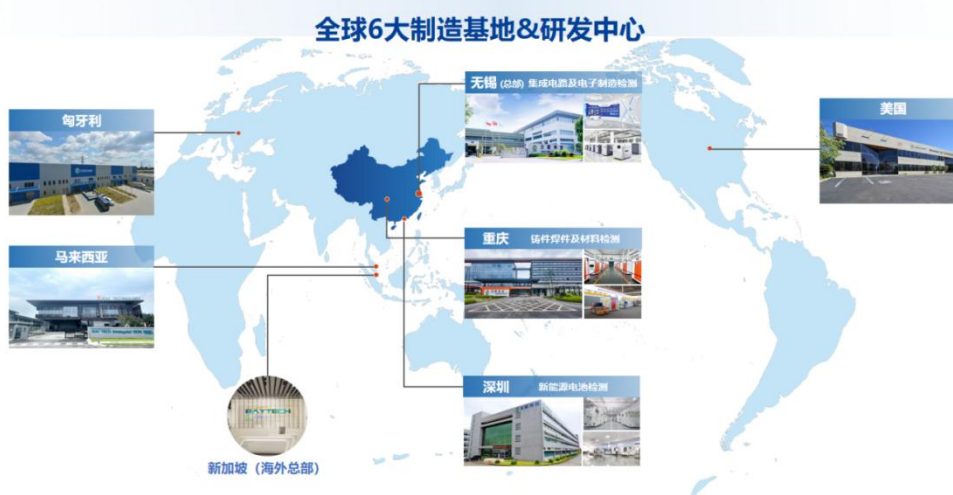 全球6大制造基地&研发中心
无锡 (总部) 集成电路及电子制造检测
美国
匈牙利
重庆 铸件焊件及材料检测
马来西亚
深圳 新能源电池检测
RAYTECH
新加坡（海外总部）